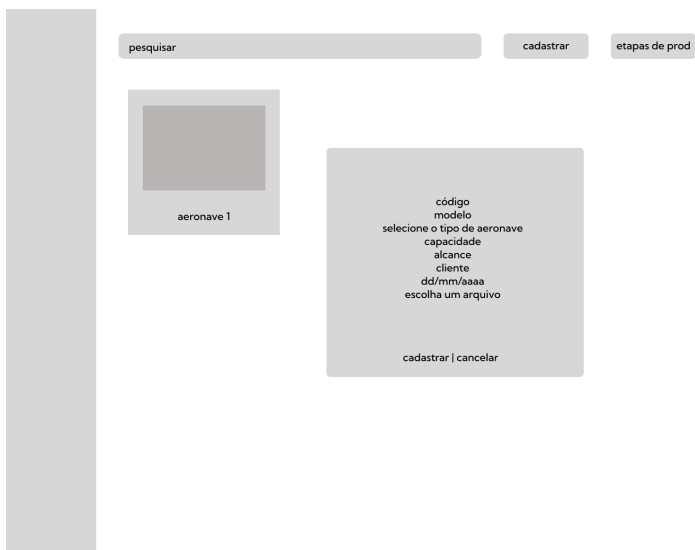 pesquisar
cadastrar
etapas de prod
aeronave 1
código
modelo
selecione o tipo de aeronave
capacidade
alcance
cliente
dd/mm/aaaa
escolha um arquivo
cadastrar | cancelar